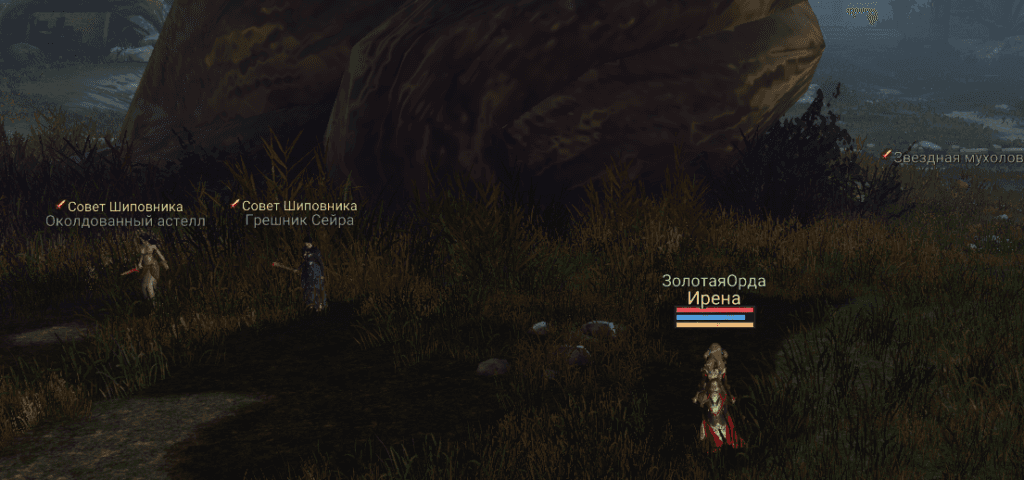 Звездная мухолов
Совет Шиповника
Околдованный астелл
Совет Шиповника
Грешник Сейра
ЗолотаяОрда
Ирена